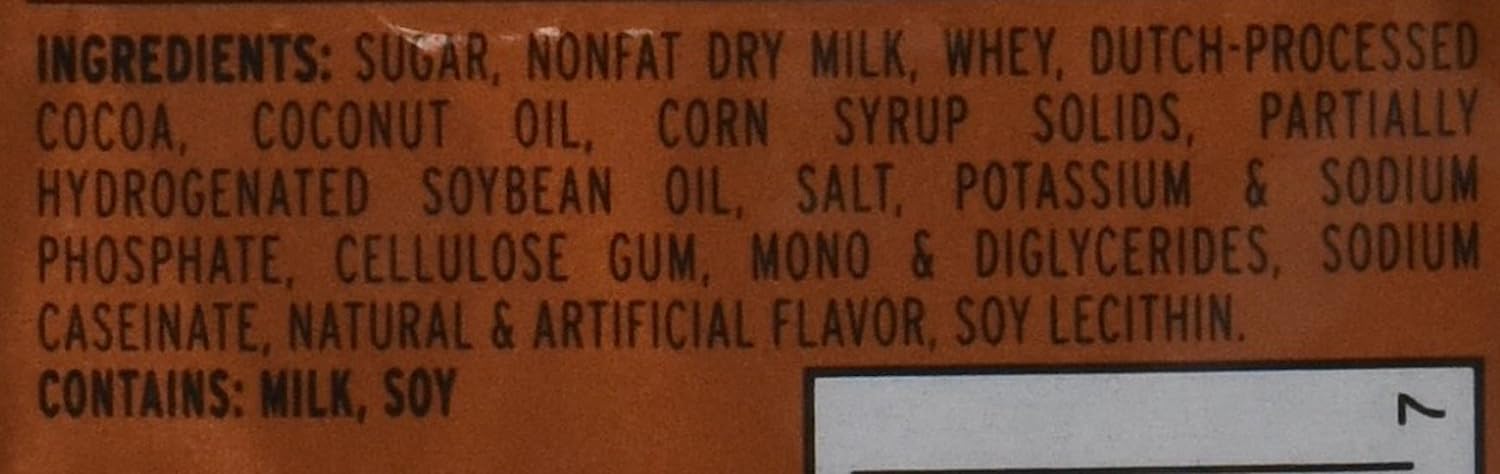 INGREDIENTS: SUGAR, NONFAT DRY MILK, WHEY, DUTCH-PROCESSED
COCOA, COCONUT OIL, CORN SYRUP SOLIDS, PARTIALLY
HYDROGENATED SOYBEAN OIL, SALT, POTASSIUM & SODIUM
PHOSPHATE, CELLULOSE GUM, MONO & DIGLYCERIDES, SODIUM
CASEINATE, NATURAL & ARTIFICIAL FLAVOR, SOY LECITHIN.
CONTAINS: MILK, SOY
7